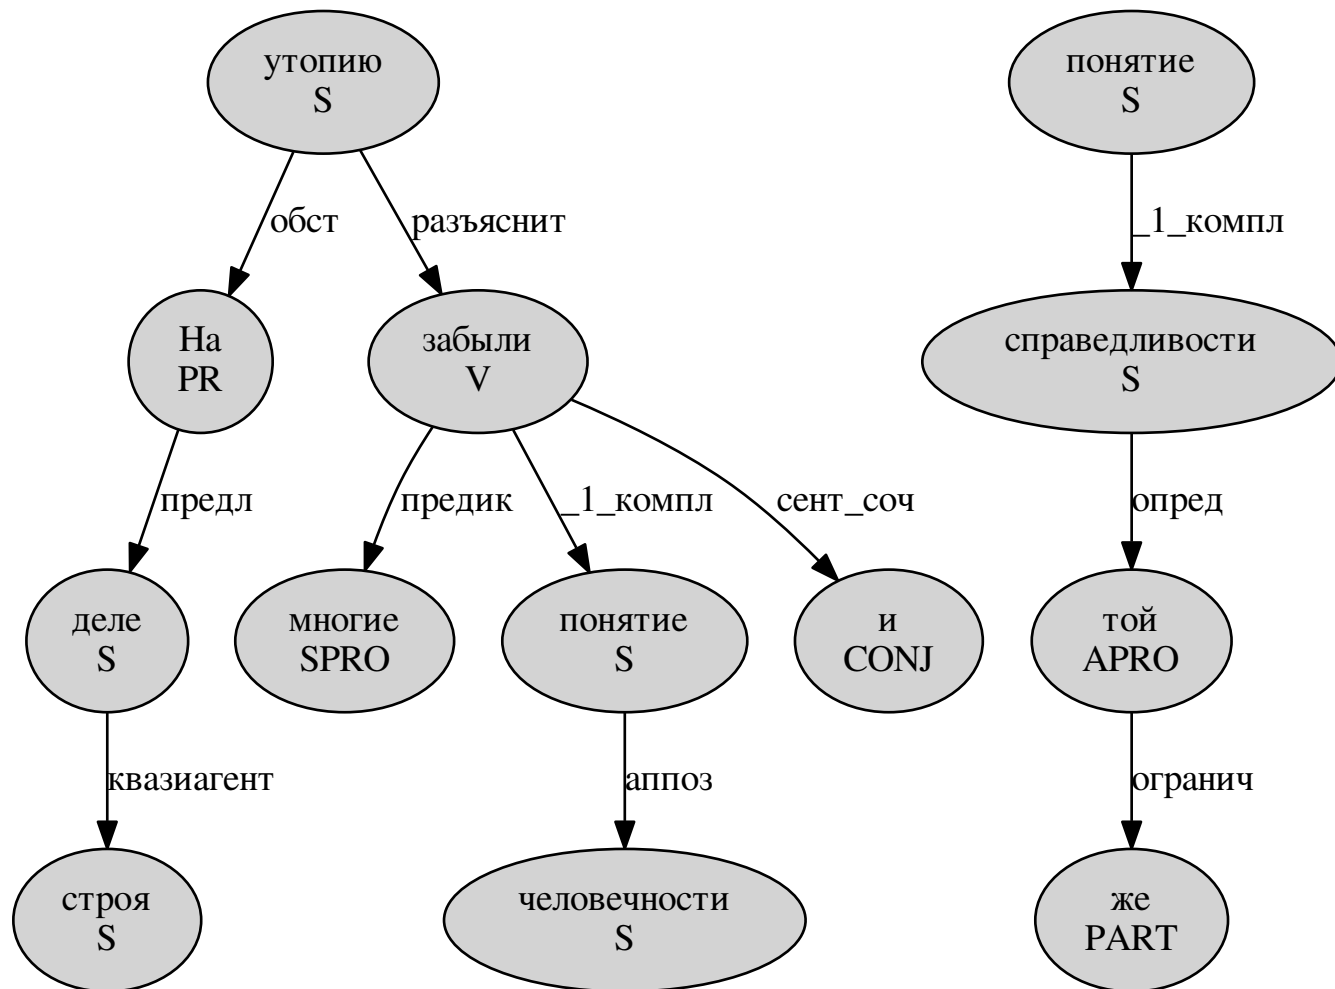 утопию
S
понятие
S
обст
разъяснит
_1_компл
На
PR
забыли
V
справедливости
S
предл
предик
_1_компл
сент_соч
опред
деле
S
многие
SPRO
понятие
S
и
CONJ
той
APRO
квазиагент
аппоз
огранич
строя
S
человечности
S
же
PART